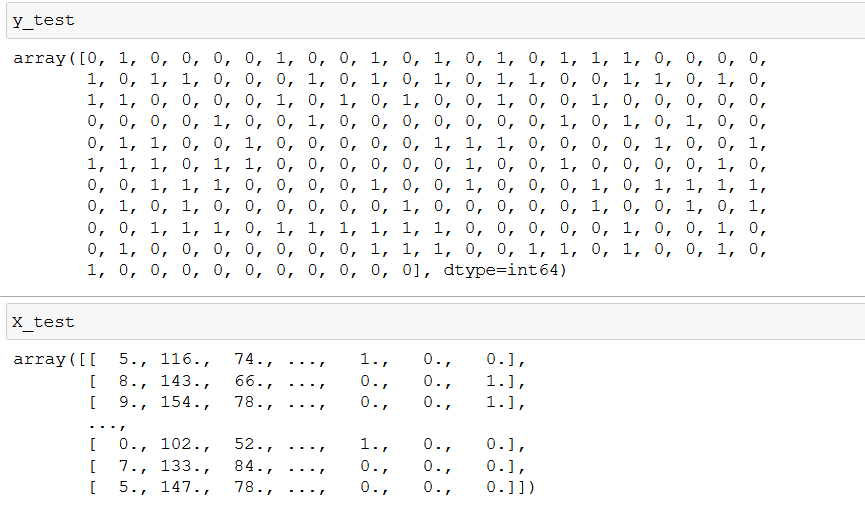 y_test
array([0, 1, 0, 0, 0, 0, 1, 0, 0, 1, 0, 1, 0, 1, 0, 1, 1, 1, 0, 0, 0, 0,
1, 0, 1, 1, 0, 0, 0, 1, 0, 1, 0, 1, 0, 1, 1, 0, 0, 1, 1, 0, 1, 0,
1, 1, 0, 0, 0, 0, 1, 0, 1, 0, 1, 0, 0, 1, 0, 0, 1, 0, 0, 0, 0, 0,
0, 0, 0, 0, 1, 0, 0, 1, 0, 0, 0, 0, 0, 0, 0, 1, 0, 1, 0, 1, 0, 0,
0, 1, 1, 0, 0, 1, 0, 0, 0, 0, 0, 1, 1, 1, 0, 0, 0, 0, 1, 0, 0, 1,
1, 1, 1, 0, 1, 1, 0, 0, 0, 0, 0, 0, 1, 0, 0, 1, 0, 0, 0, 0, 1, 0,
0, 0, 1, 1, 1, 0, 0, 0, 0, 1, 0, 0, 1, 0, 0, 0, 1, 0, 1, 1, 1, 1,
0, 1, 0, 1, 0, 0, 0, 0, 0, 0, 1, 0, 0, 0, 0, 0, 1, 0, 0, 1, 0, 1,
0, 0, 1, 1, 1, 0, 1, 1, 1, 1, 1, 1, 0, 0, 0, 0, 0, 1, 0, 0, 1, 0,
0, 1, 0, 0, 0, 0, 0, 0, 0, 1, 1, 1, 0, 0, 1, 1, 0, 1, 0, 0, 1, 0,
1, 0, 0, 0, 0, 0, 0, 0, 0, 0, 0], dtype=int64)
X_test
array([[ 5., 116., 74., ..., 1., 0., 0.],
[ 8., 143., 66., ..., 0., 0., 1.],
[ 9., 154., 78., ..., 0., 0., 1.],
...,
[ 0., 102., 52., ..., 1., 0., 0.],
[ 7., 133., 84., ..., 0., 0., 0.],
[ 5., 147., 78., ..., 0., 0., 0.]])